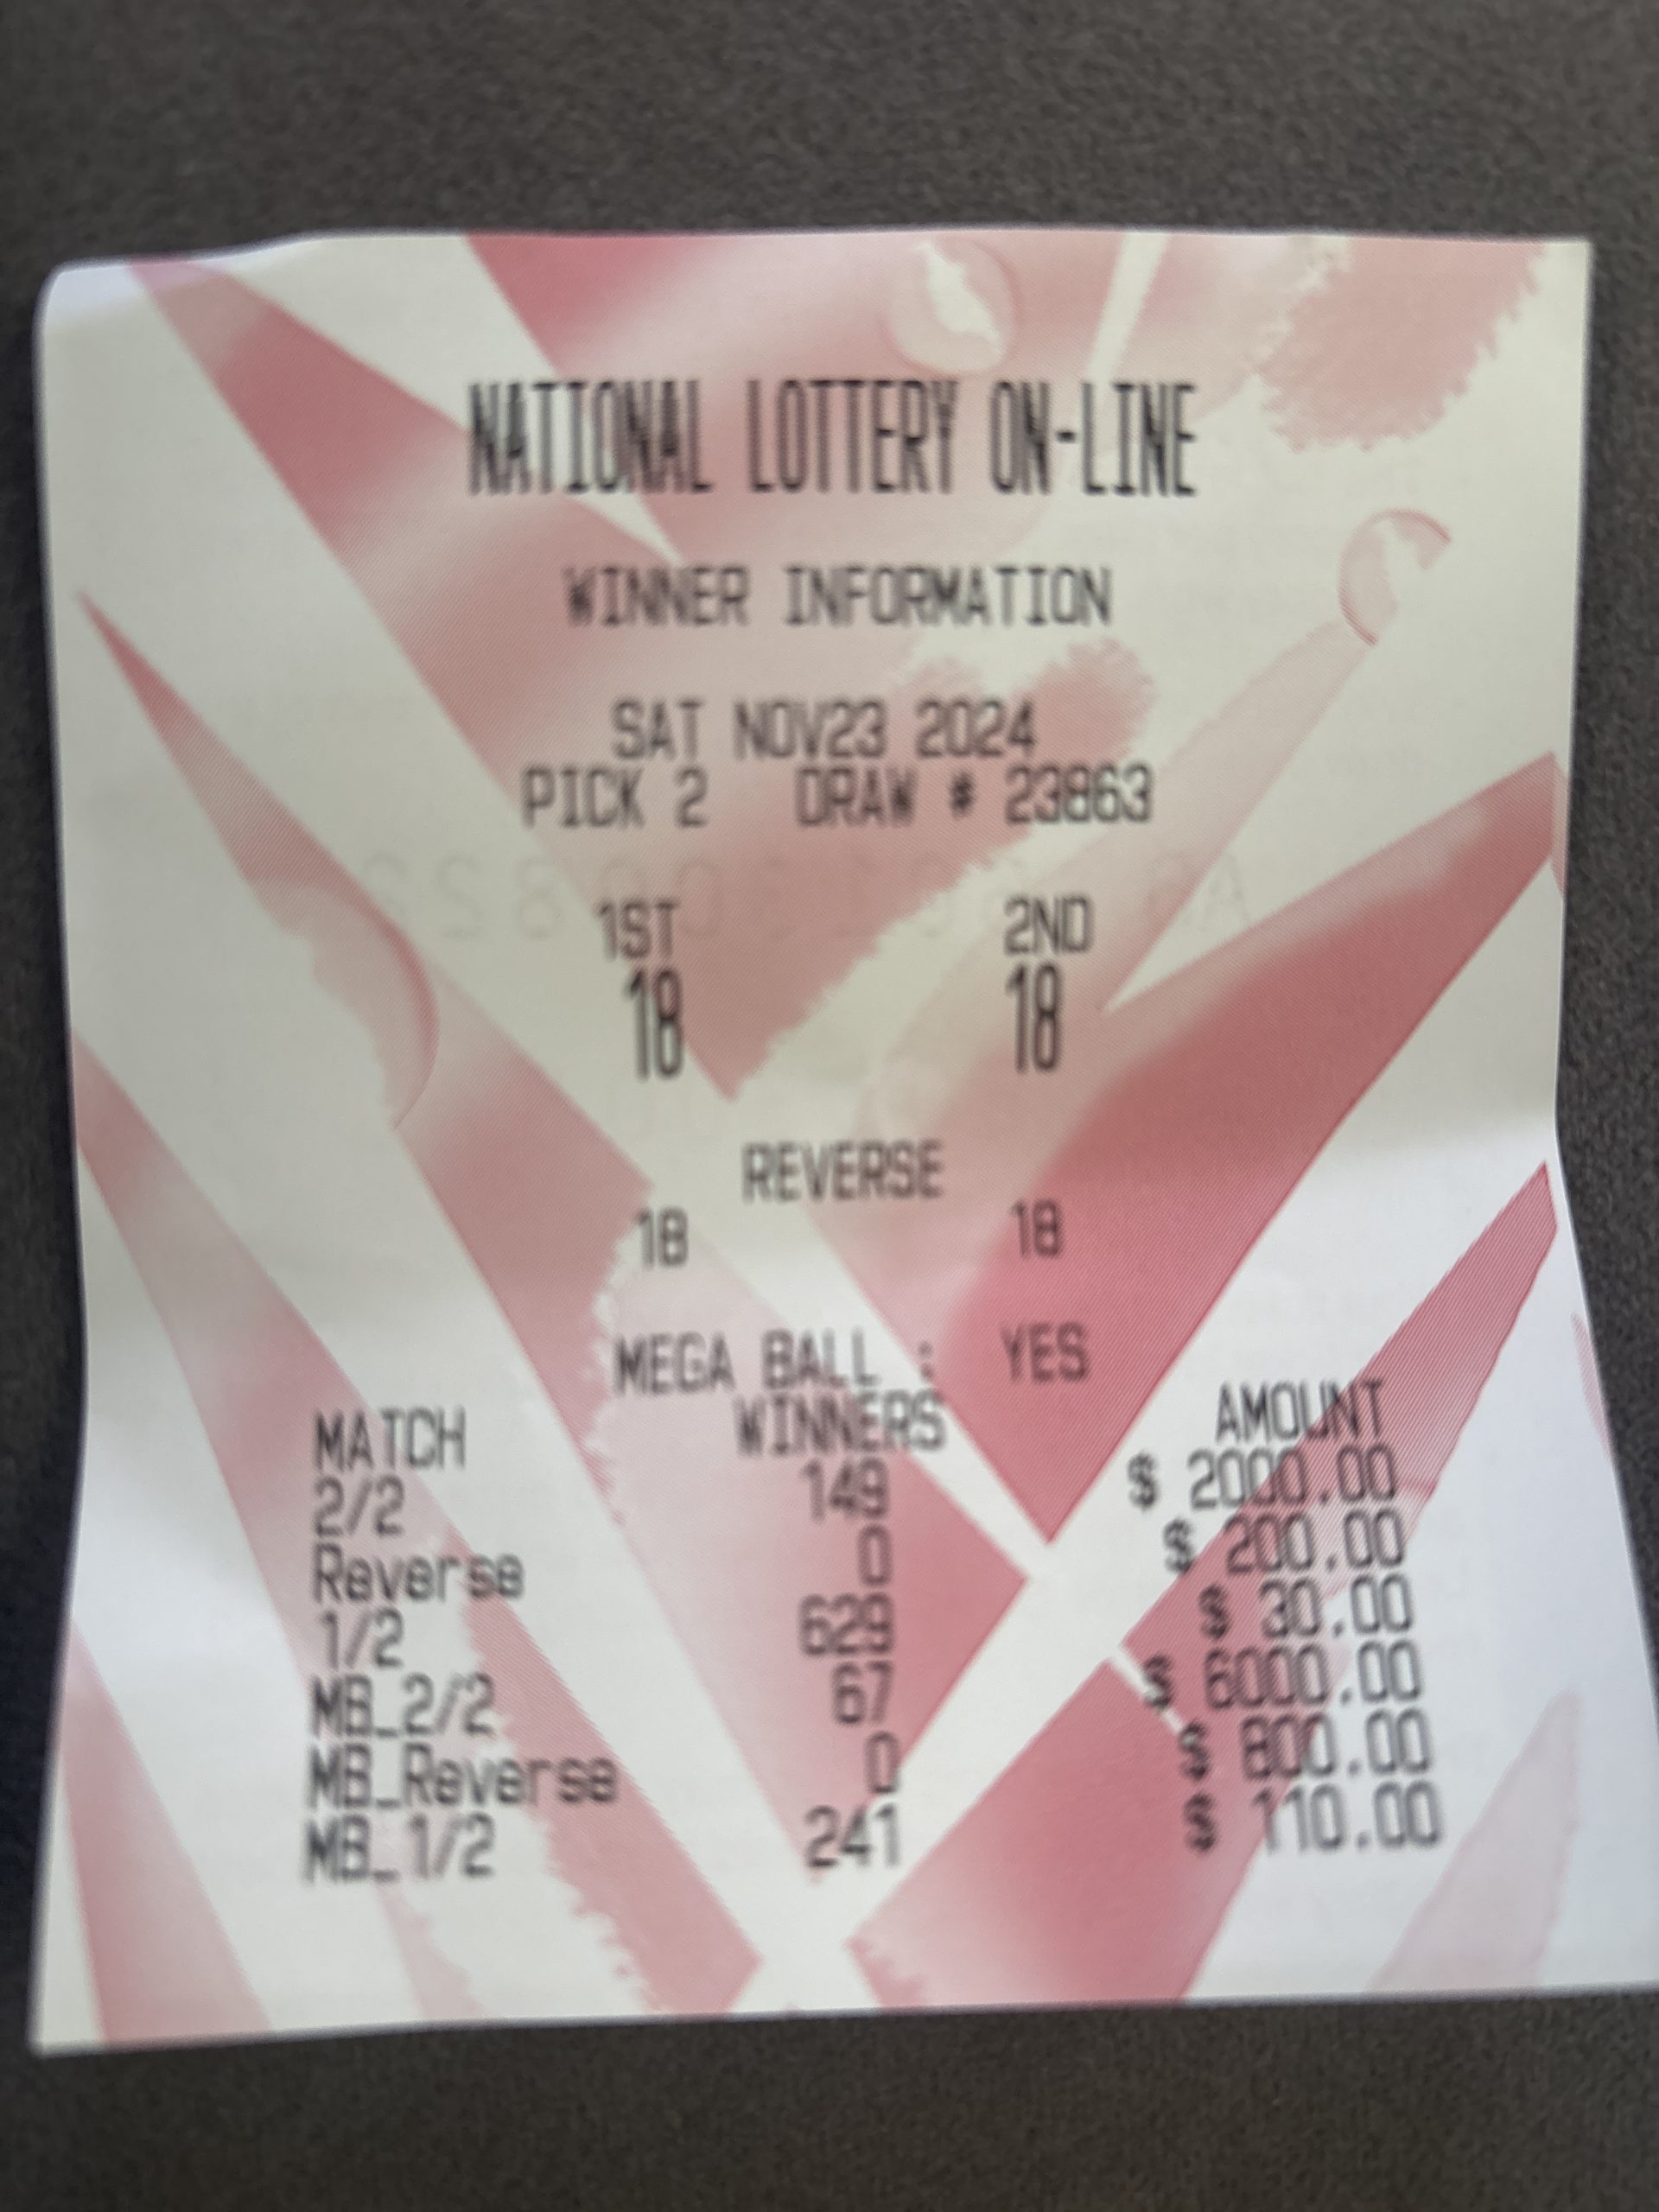 NATIONAL LOTTERY ON-LINE
WINNER INFORMATION
SAT NOV23 2024
PICK 2 DRAW # 23863
1ST 2ND
18 18
REVERSE
18 18
MEGA BALL : YES
MATCH WINNERS AMOUNT
2/2 149 $ 2000.00
Reverse 0 $ 200.00
1/2 629 $ 30.00
MB_2/2 67 $ 6000.00
MB_Reverse 0 $ 800.00
MB_1/2 241 $ 110.00